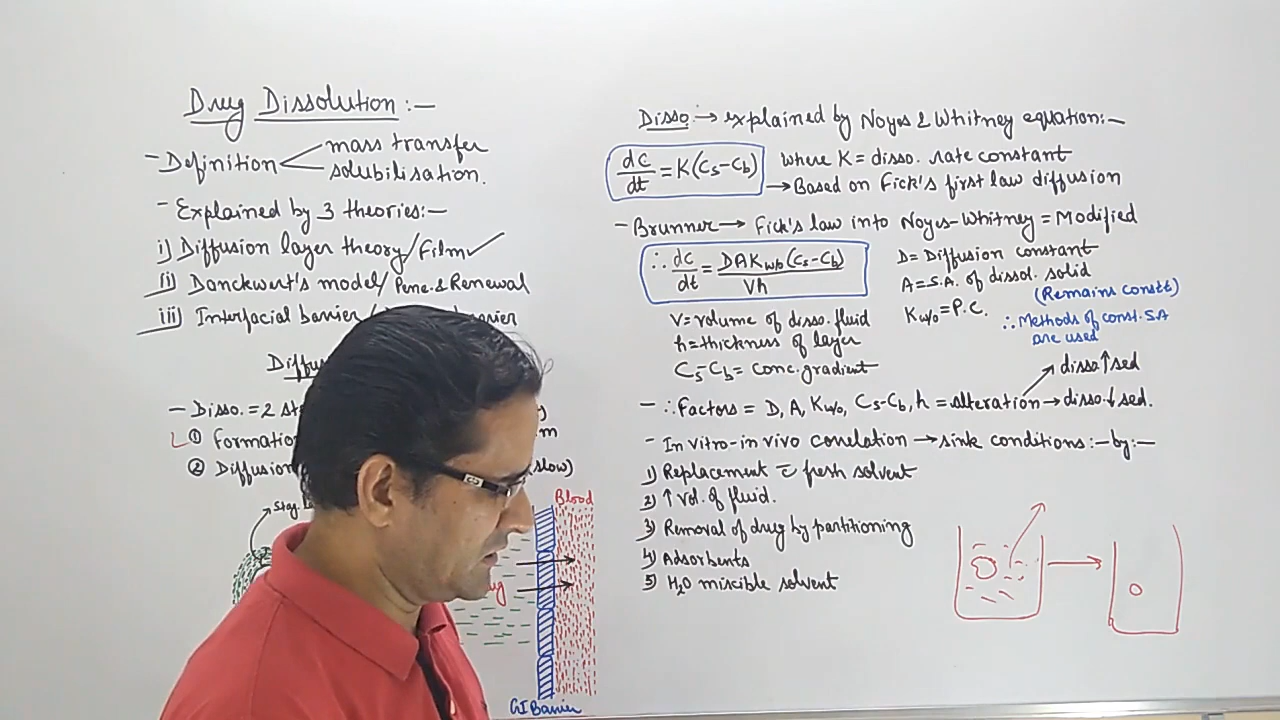 Drug Dissolution:-
- Definition
mass transfer
solubilisation.
- Explained by 3 theories:-
i) Diffusion layer theory/Film ✓
ii) Danckwert's model/Pene.& Renewal
iii) Interfacial barrier/
- Disso.= 2
① Formation
② Diffusion (slow)
Blood
GI Barrier
Disso → explained by Noyes & Whitney equation:-
dc/dt = K(Cs-Cb) where K= disso. rate constant
→ Based on Fick's first law diffusion
- Brunner → Fick's law into Noyes-Whitney = Modified
∴ dc/dt = DAKw/o (Cs-Cb)/Vh
D= Diffusion constant
A= S.A. of dissol. solid
(Remains constt)
Kw/o = P.C.
∴ Methods of const. SA
are used
V= volume of disso. fluid
h= thickness of layer
Cs-Cb= conc. gradient
disso.↑sed
- ∴ Factors = D, A, Kw/o, Cs-Cb, h = alteration → disso.↓sed.
- In vitro-in vivo correlation → sink conditions:- by:-
1) Replacement c̄ fresh solvent
2) ↑ Vol. of fluid.
3) Removal of drug by partitioning
4) Adsorbents
5) H₂O miscible solvent